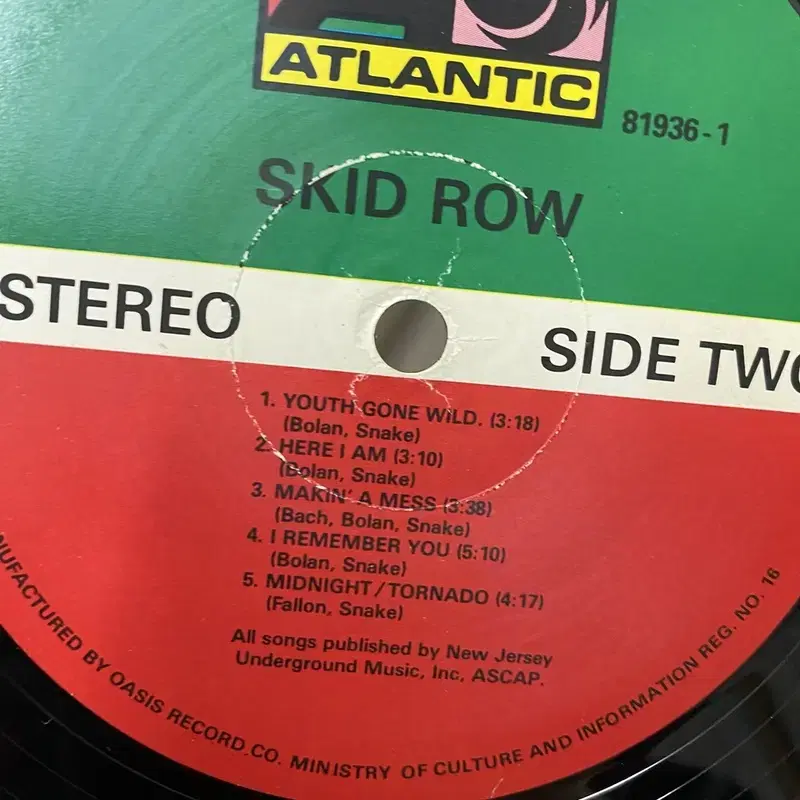 ATLANTIC
81936-1
SKID ROW
STEREO
SIDE TWO
1. YOUTH GONE WILD. (3:18)
(Bolan, Snake)
2. HERE I AM (3:10)
(Bolan, Snake)
3. MAKIN' A MESS (3:38)
(Bach, Bolan, Snake)
4. I REMEMBER YOU (5:10)
(Bolan, Snake)
5. MIDNIGHT/TORNADO (4:17)
(Fallon, Snake)
All songs published by New Jersey
Underground Music, Inc, ASCAP.
NUFACTURED BY OASIS RECORD.CO. MINISTRY OF CULTURE AND INFORMATION REG. NO. 16